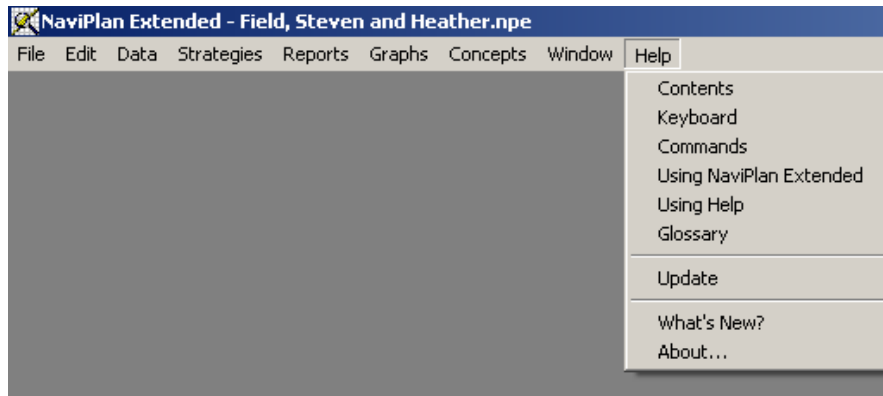 NaviPlan Extended - Field, Steven and Heather.npe
File Edit Data Strategies Reports Graphs Concepts Window Help
Contents
Keyboard
Commands
Using NaviPlan Extended
Using Help
Glossary
Update
What's New?
About...